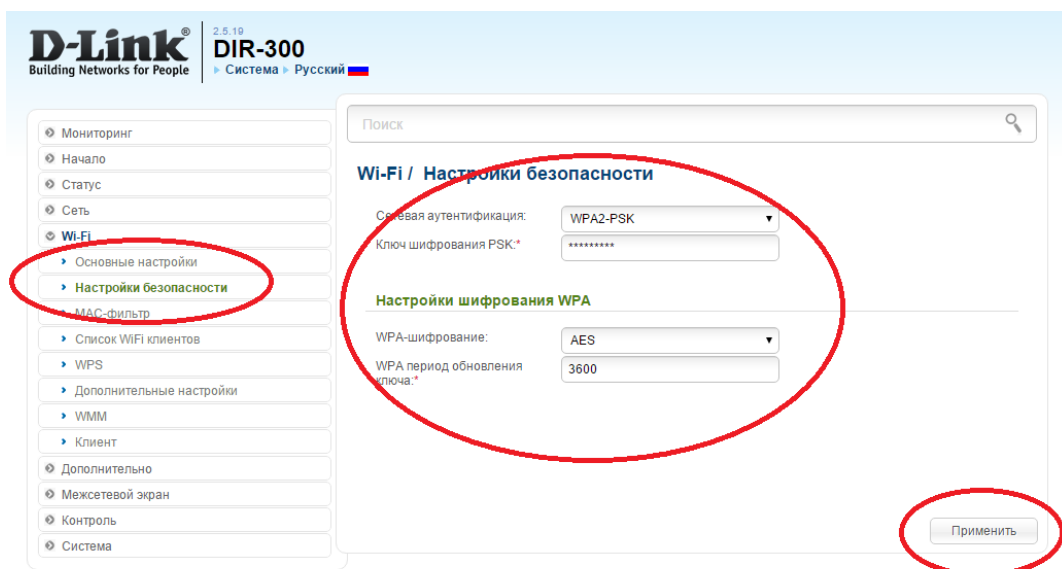 D-Link®
Building Networks for People
2.5.19
DIR-300
Система Русский
Мониторинг
Начало
Статус
Сеть
Wi-Fi
Основные настройки
Настройки безопасности
MAC-фильтр
Список WiFi клиентов
WPS
Дополнительные настройки
WMM
Клиент
Дополнительно
Межсетевой экран
Контроль
Система
Поиск
Wi-Fi / Настройки безопасности
Сетевая аутентификация: WPA2-PSK
Ключ шифрования PSK:* *********
Настройки шифрования WPA
WPA-шифрование: AES
WPA период обновления
ключа:* 3600
Применить